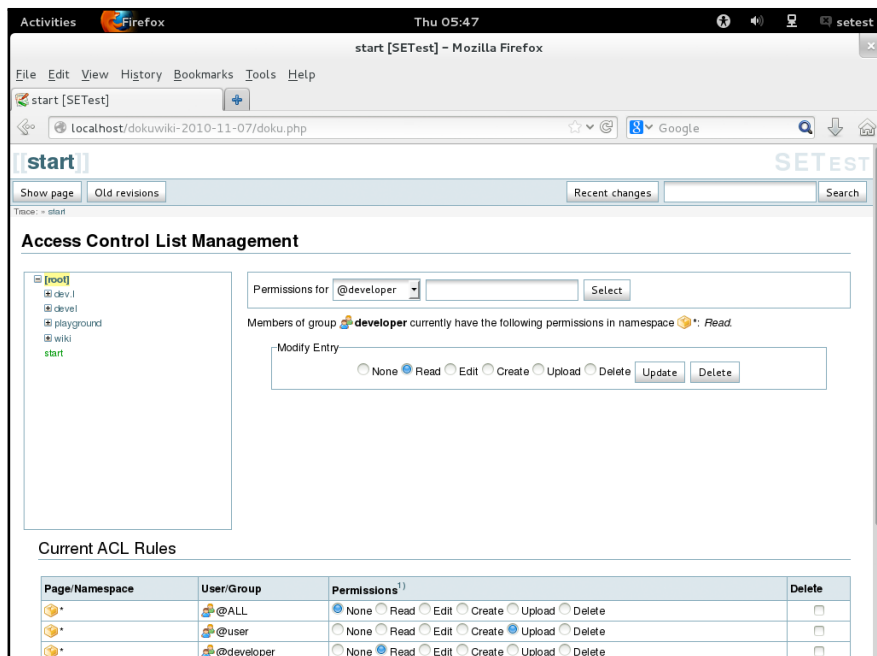 Activities Firefox Thu 05:47 setest
start [SETest] - Mozilla Firefox
File Edit View History Bookmarks Tools Help
start [SETest]
localhost/dokuwiki-2010-11-07/doku.php Google
[[start]] SETEST
Show page Old revisions Recent changes Search
Trace: » start
Access Control List Management
[root]
dev.l
devel
playground
wiki
start
Permissions for @developer Select
Members of group developer currently have the following permissions in namespace *: Read.
Modify Entry
None Read Edit Create Upload Delete Update Delete
Current ACL Rules
Page/Namespace User/Group Permissions1) Delete
* @ALL None Read Edit Create Upload Delete
* @user None Read Edit Create Upload Delete
* @developer None Read Edit Create Upload Delete